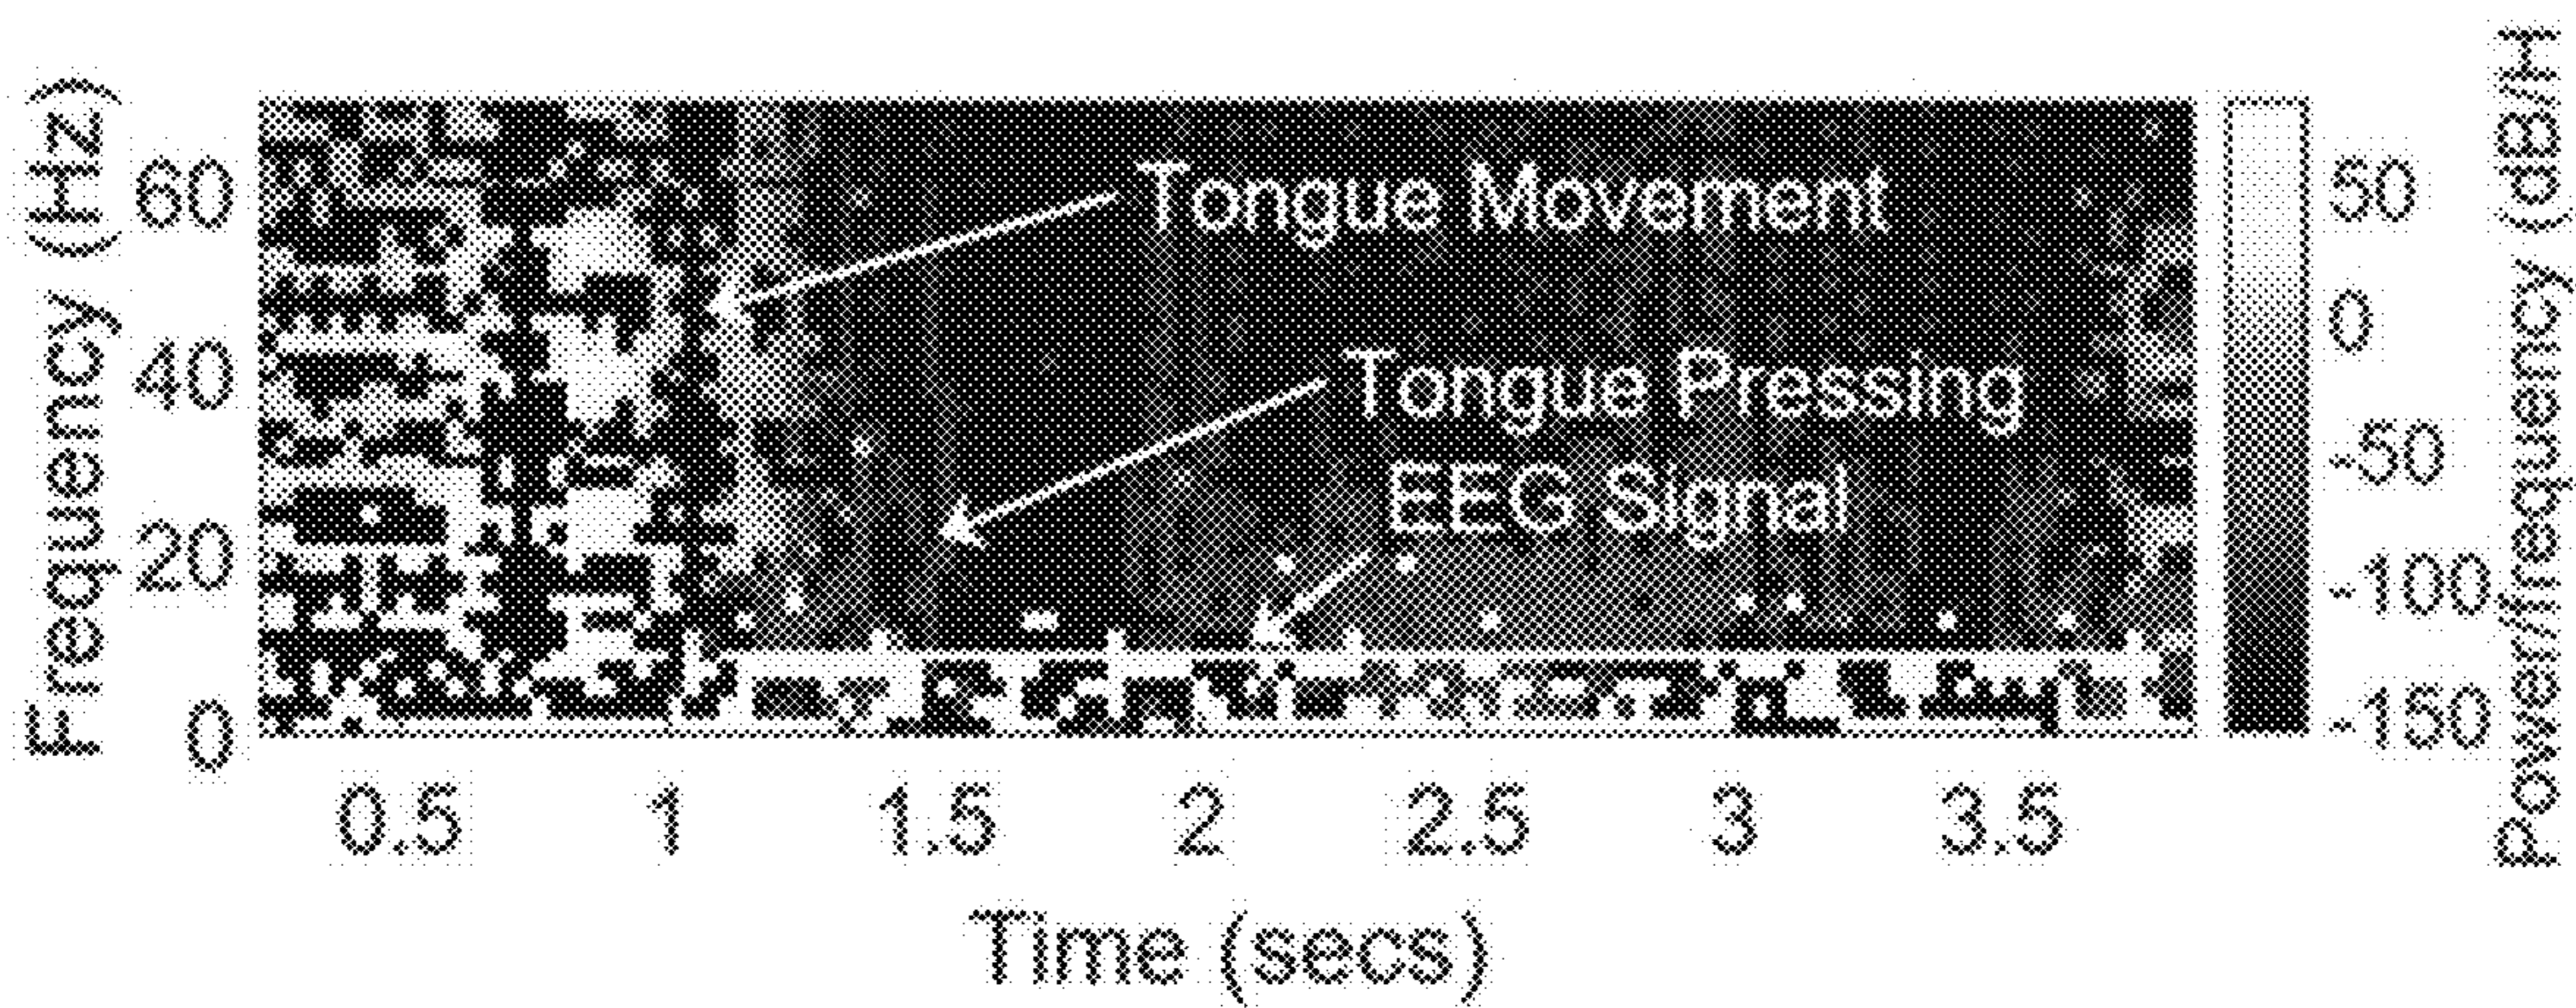 Frequency (Hz)
60
40
20
0
Tongue Movement
Tongue Pressing
EEG Signal
0.5 1 1.5 2 2.5 3 3.5
Time (secs)
50
0
-50
-100
-150
Power/frequency (dB/H